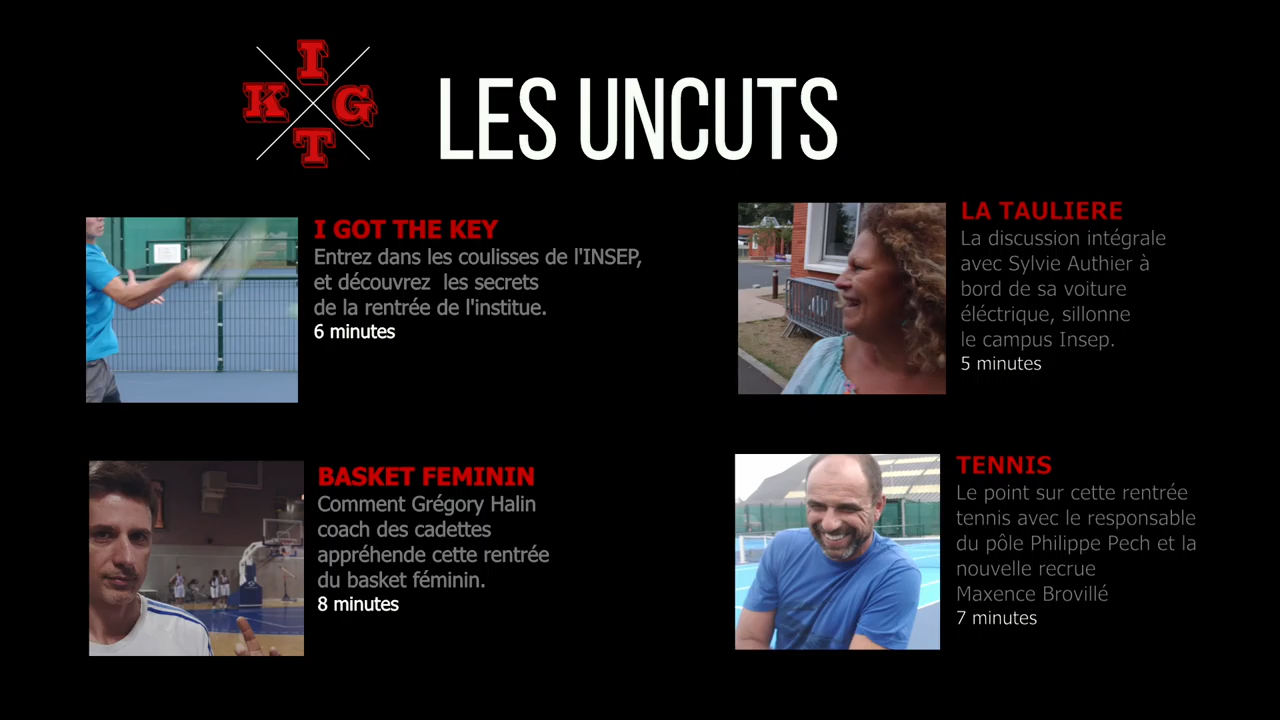 I
K G
T
LES UNCUTS
I GOT THE KEY
Entrez dans les coulisses de l'INSEP,
et découvrez les secrets
de la rentrée de l'institue.
6 minutes
LA TAULIERE
La discussion intégrale
avec Sylvie Authier à
bord de sa voiture
éléctrique, sillonne
le campus Insep.
5 minutes
BASKET FEMININ
Comment Grégory Halin
coach des cadettes
appréhende cette rentrée
du basket féminin.
8 minutes
TENNIS
Le point sur cette rentrée
tennis avec le responsable
du pôle Philippe Pech et la
nouvelle recrue
Maxence Brovillé
7 minutes